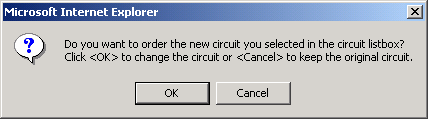 Microsoft Internet Explorer
Do you want to order the new circuit you selected in the circuit listbox?
Click <OK> to change the circuit or <Cancel> to keep the original circuit.
OK
Cancel